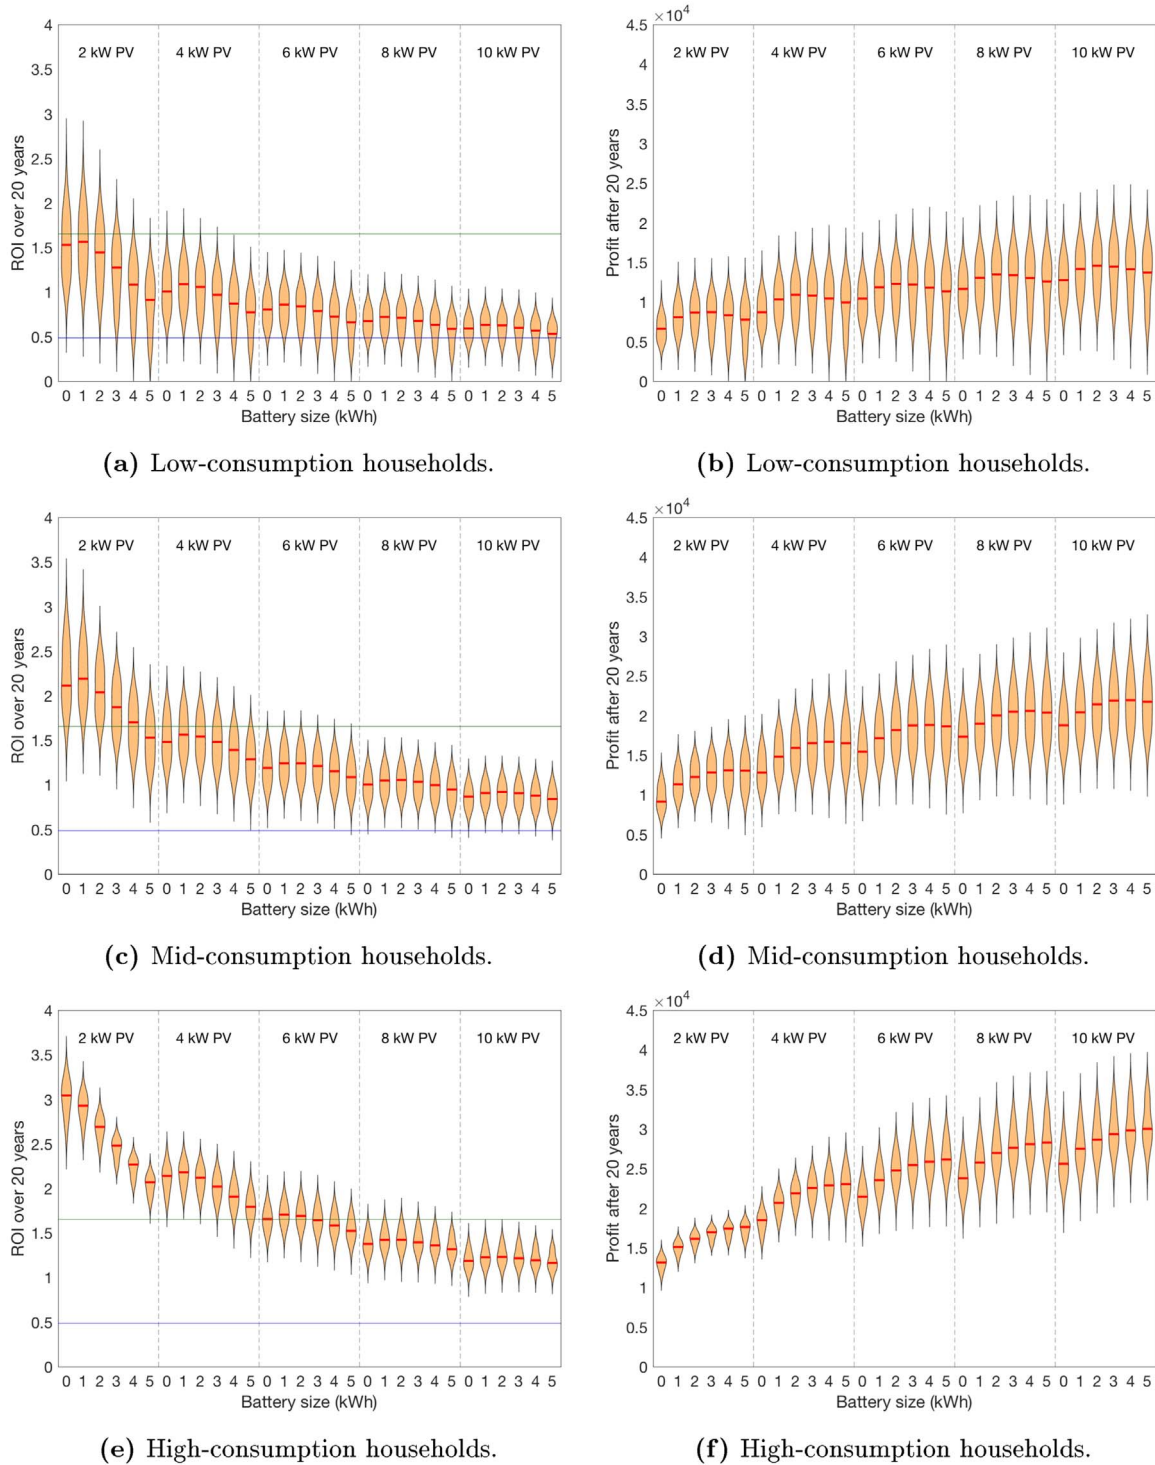 4
3.5
3
2.5
2
1.5
1
0.5
0
ROI over 20 years
2 kW PV 4 kW PV 6 kW PV 8 kW PV 10 kW PV
0 1 2 3 4 5 0 1 2 3 4 5 0 1 2 3 4 5 0 1 2 3 4 5 0 1 2 3 4 5
Battery size (kWh)
(a) Low-consumption households.
×10⁴
4.5
4
3.5
3
2.5
2
1.5
1
0.5
0
Profit after 20 years
2 kW PV 4 kW PV 6 kW PV 8 kW PV 10 kW PV
0 1 2 3 4 5 0 1 2 3 4 5 0 1 2 3 4 5 0 1 2 3 4 5 0 1 2 3 4 5
Battery size (kWh)
(b) Low-consumption households.
4
3.5
3
2.5
2
1.5
1
0.5
0
ROI over 20 years
2 kW PV 4 kW PV 6 kW PV 8 kW PV 10 kW PV
0 1 2 3 4 5 0 1 2 3 4 5 0 1 2 3 4 5 0 1 2 3 4 5 0 1 2 3 4 5
Battery size (kWh)
(c) Mid-consumption households.
×10⁴
4.5
4
3.5
3
2.5
2
1.5
1
0.5
0
Profit after 20 years
2 kW PV 4 kW PV 6 kW PV 8 kW PV 10 kW PV
0 1 2 3 4 5 0 1 2 3 4 5 0 1 2 3 4 5 0 1 2 3 4 5 0 1 2 3 4 5
Battery size (kWh)
(d) Mid-consumption households.
4
3.5
3
2.5
2
1.5
1
0.5
0
ROI over 20 years
2 kW PV 4 kW PV 6 kW PV 8 kW PV 10 kW PV
0 1 2 3 4 5 0 1 2 3 4 5 0 1 2 3 4 5 0 1 2 3 4 5 0 1 2 3 4 5
Battery size (kWh)
(e) High-consumption households.
×10⁴
4.5
4
3.5
3
2.5
2
1.5
1
0.5
0
Profit after 20 years
2 kW PV 4 kW PV 6 kW PV 8 kW PV 10 kW PV
0 1 2 3 4 5 0 1 2 3 4 5 0 1 2 3 4 5 0 1 2 3 4 5 0 1 2 3 4 5
Battery size (kWh)
(f) High-consumption households.